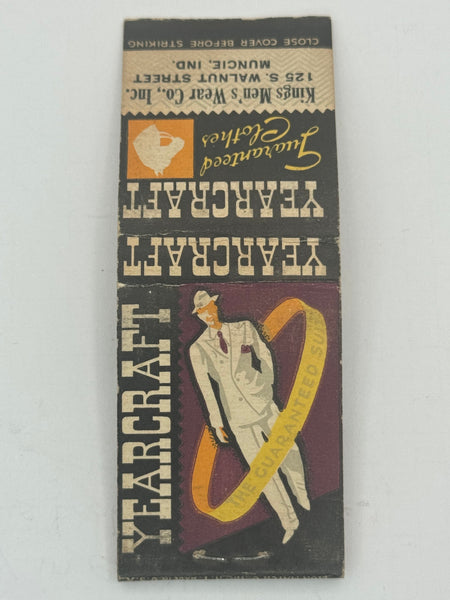 CLOSE COVER BEFORE STRIKING
Kings Men's Wear Co., Inc.
125 S. WALNUT STREET
MUNCIE, IND.
Guaranteed
Clothes
YEARCRAFT
YEARCRAFT
YEARCRAFT
THE GUARANTEED SUIT